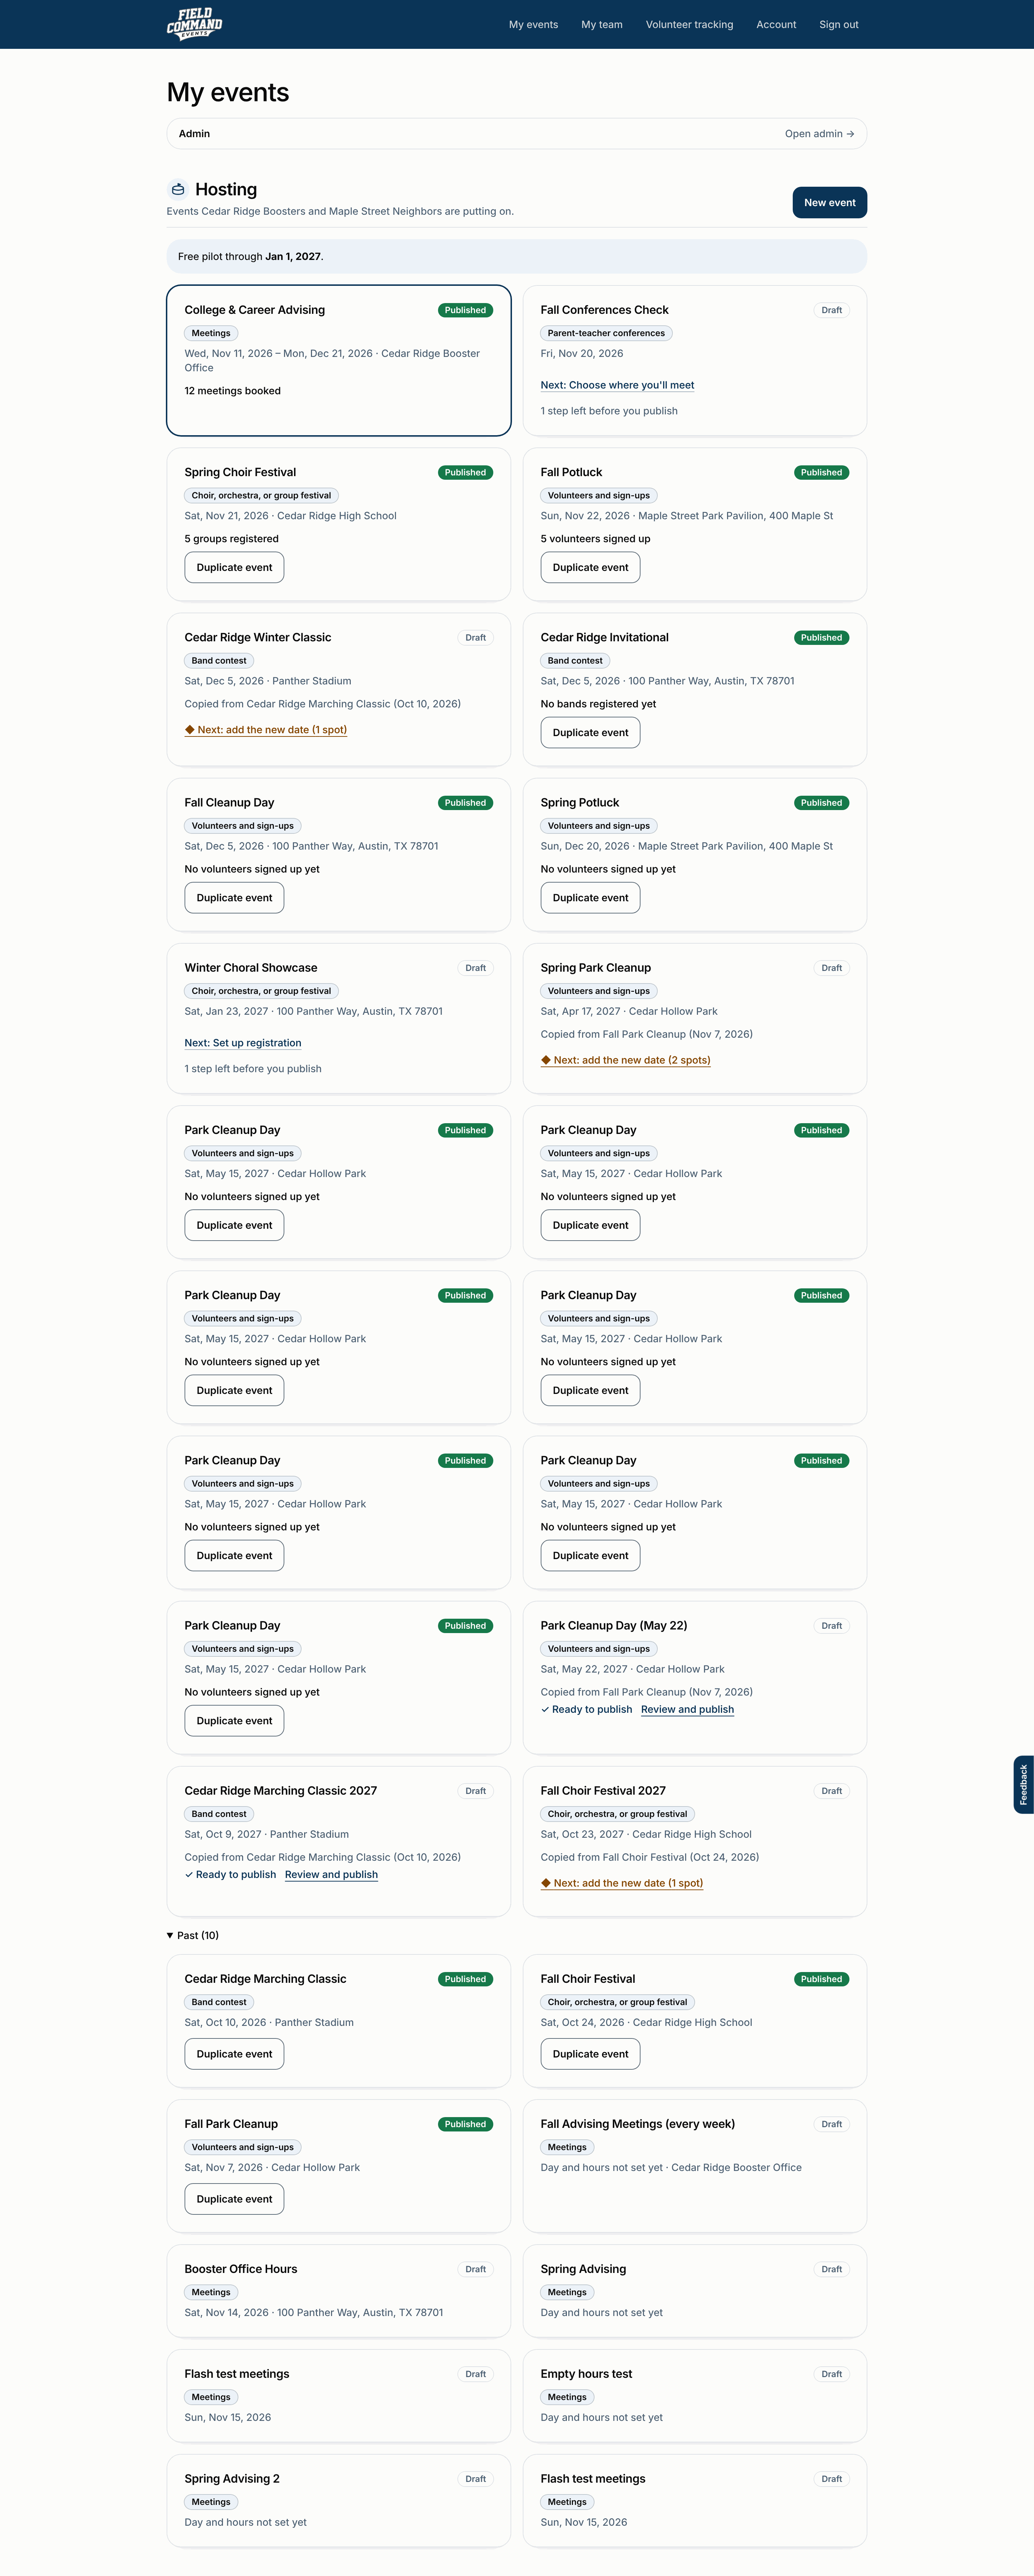 FIELD
COMMAND
EVENTS
My events
My team
Volunteer tracking
Account
Sign out
My events
Admin
Open admin →
Hosting
Events Cedar Ridge Boosters and Maple Street Neighbors are putting on.
New event
Free pilot through Jan 1, 2027.
College & Career Advising
Published
Meetings
Wed, Nov 11, 2026 – Mon, Dec 21, 2026 · Cedar Ridge Booster
Office
12 meetings booked
Fall Conferences Check
Draft
Parent-teacher conferences
Fri, Nov 20, 2026
Next: Choose where you'll meet
1 step left before you publish
Spring Choir Festival
Published
Choir, orchestra, or group festival
Sat, Nov 21, 2026 · Cedar Ridge High School
5 groups registered
Duplicate event
Fall Potluck
Published
Volunteers and sign-ups
Sun, Nov 22, 2026 · Maple Street Park Pavilion, 400 Maple St
5 volunteers signed up
Duplicate event
Cedar Ridge Winter Classic
Draft
Band contest
Sat, Dec 5, 2026 · Panther Stadium
Copied from Cedar Ridge Marching Classic (Oct 10, 2026)
◆ Next: add the new date (1 spot)
Cedar Ridge Invitational
Published
Band contest
Sat, Dec 5, 2026 · 100 Panther Way, Austin, TX 78701
No bands registered yet
Duplicate event
Fall Cleanup Day
Published
Volunteers and sign-ups
Sat, Dec 5, 2026 · 100 Panther Way, Austin, TX 78701
No volunteers signed up yet
Duplicate event
Spring Potluck
Published
Volunteers and sign-ups
Sun, Dec 20, 2026 · Maple Street Park Pavilion, 400 Maple St
No volunteers signed up yet
Duplicate event
Winter Choral Showcase
Draft
Choir, orchestra, or group festival
Sat, Jan 23, 2027 · 100 Panther Way, Austin, TX 78701
Next: Set up registration
1 step left before you publish
Spring Park Cleanup
Draft
Volunteers and sign-ups
Sat, Apr 17, 2027 · Cedar Hollow Park
Copied from Fall Park Cleanup (Nov 7, 2026)
◆ Next: add the new date (2 spots)
Park Cleanup Day
Published
Volunteers and sign-ups
Sat, May 15, 2027 · Cedar Hollow Park
No volunteers signed up yet
Duplicate event
Park Cleanup Day
Published
Volunteers and sign-ups
Sat, May 15, 2027 · Cedar Hollow Park
No volunteers signed up yet
Duplicate event
Park Cleanup Day
Published
Volunteers and sign-ups
Sat, May 15, 2027 · Cedar Hollow Park
No volunteers signed up yet
Duplicate event
Park Cleanup Day
Published
Volunteers and sign-ups
Sat, May 15, 2027 · Cedar Hollow Park
No volunteers signed up yet
Duplicate event
Park Cleanup Day
Published
Volunteers and sign-ups
Sat, May 15, 2027 · Cedar Hollow Park
No volunteers signed up yet
Duplicate event
Park Cleanup Day
Published
Volunteers and sign-ups
Sat, May 15, 2027 · Cedar Hollow Park
No volunteers signed up yet
Duplicate event
Park Cleanup Day
Published
Volunteers and sign-ups
Sat, May 15, 2027 · Cedar Hollow Park
No volunteers signed up yet
Duplicate event
Park Cleanup Day (May 22)
Draft
Volunteers and sign-ups
Sat, May 22, 2027 · Cedar Hollow Park
Copied from Fall Park Cleanup (Nov 7, 2026)
✓ Ready to publish Review and publish
Cedar Ridge Marching Classic 2027
Draft
Band contest
Sat, Oct 9, 2027 · Panther Stadium
Copied from Cedar Ridge Marching Classic (Oct 10, 2026)
✓ Ready to publish Review and publish
Fall Choir Festival 2027
Draft
Choir, orchestra, or group festival
Sat, Oct 23, 2027 · Cedar Ridge High School
Copied from Fall Choir Festival (Oct 24, 2026)
◆ Next: add the new date (1 spot)
Feedback
▼ Past (10)
Cedar Ridge Marching Classic
Published
Band contest
Sat, Oct 10, 2026 · Panther Stadium
Duplicate event
Fall Choir Festival
Published
Choir, orchestra, or group festival
Sat, Oct 24, 2026 · Cedar Ridge High School
Duplicate event
Fall Park Cleanup
Published
Volunteers and sign-ups
Sat, Nov 7, 2026 · Cedar Hollow Park
Duplicate event
Fall Advising Meetings (every week)
Draft
Meetings
Day and hours not set yet · Cedar Ridge Booster Office
Booster Office Hours
Draft
Meetings
Sat, Nov 14, 2026 · 100 Panther Way, Austin, TX 78701
Spring Advising
Draft
Meetings
Day and hours not set yet
Flash test meetings
Draft
Meetings
Sun, Nov 15, 2026
Empty hours test
Draft
Meetings
Day and hours not set yet
Spring Advising 2
Draft
Meetings
Day and hours not set yet
Flash test meetings
Draft
Meetings
Sun, Nov 15, 2026